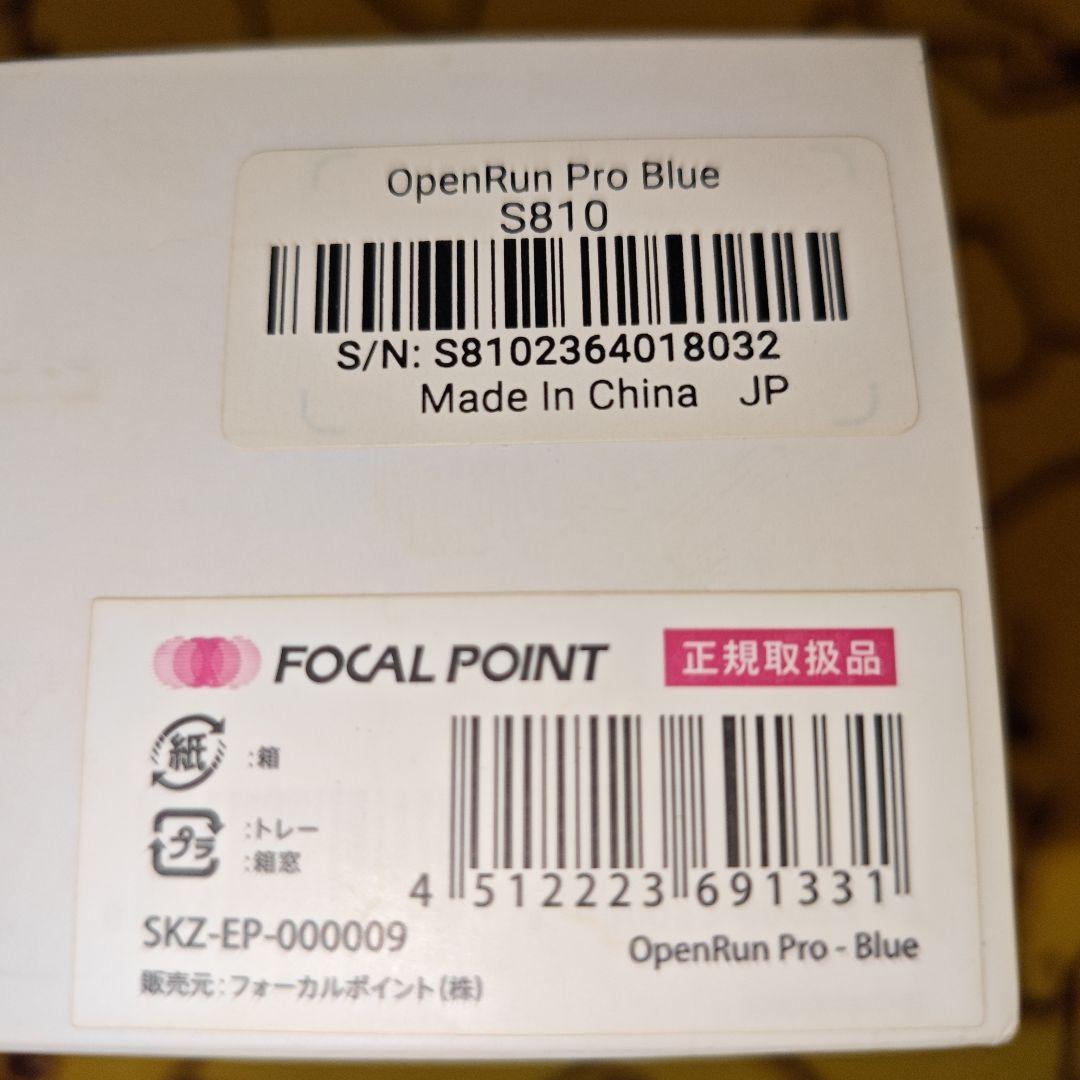 OpenRun Pro Blue
S810
S/N: S8102364018032
Made In China JP
FOCAL POINT
正規取扱品
紙 :箱
プラ :トレー
:箱窓
4 512223 691331
SKZ-EP-000009
OpenRun Pro - Blue
販売元:フォーカルポイント(株)